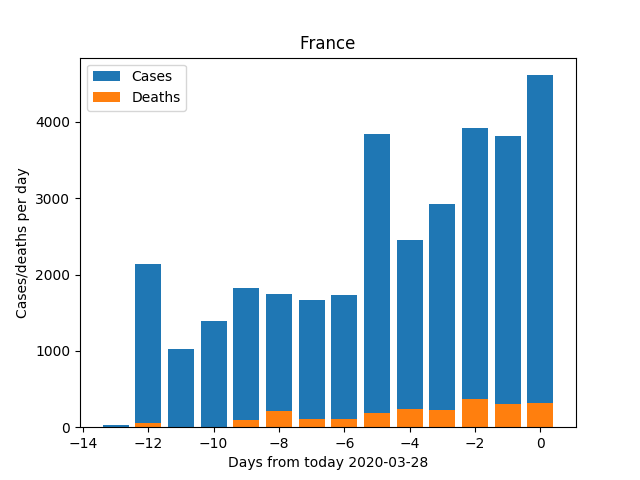 France
Cases
Deaths
Cases/deaths per day
4000
3000
2000
1000
0
−14 −12 −10 −8 −6 −4 −2 0
Days from today 2020-03-28